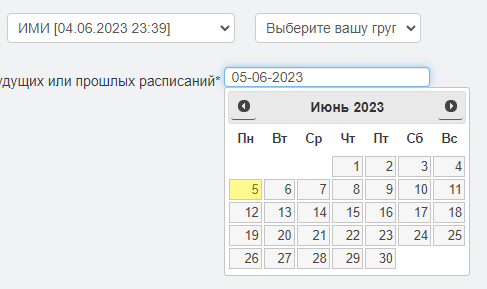 ИМИ [04.06.2023 23:39]
Выберите вашу груп
удущих или прошлых расписаний*
05-06-2023
Июнь 2023
Пн Вт Ср Чт Пт Сб Вс
1 2 3 4
5 6 7 8 9 10 11
12 13 14 15 16 17 18
19 20 21 22 23 24 25
26 27 28 29 30